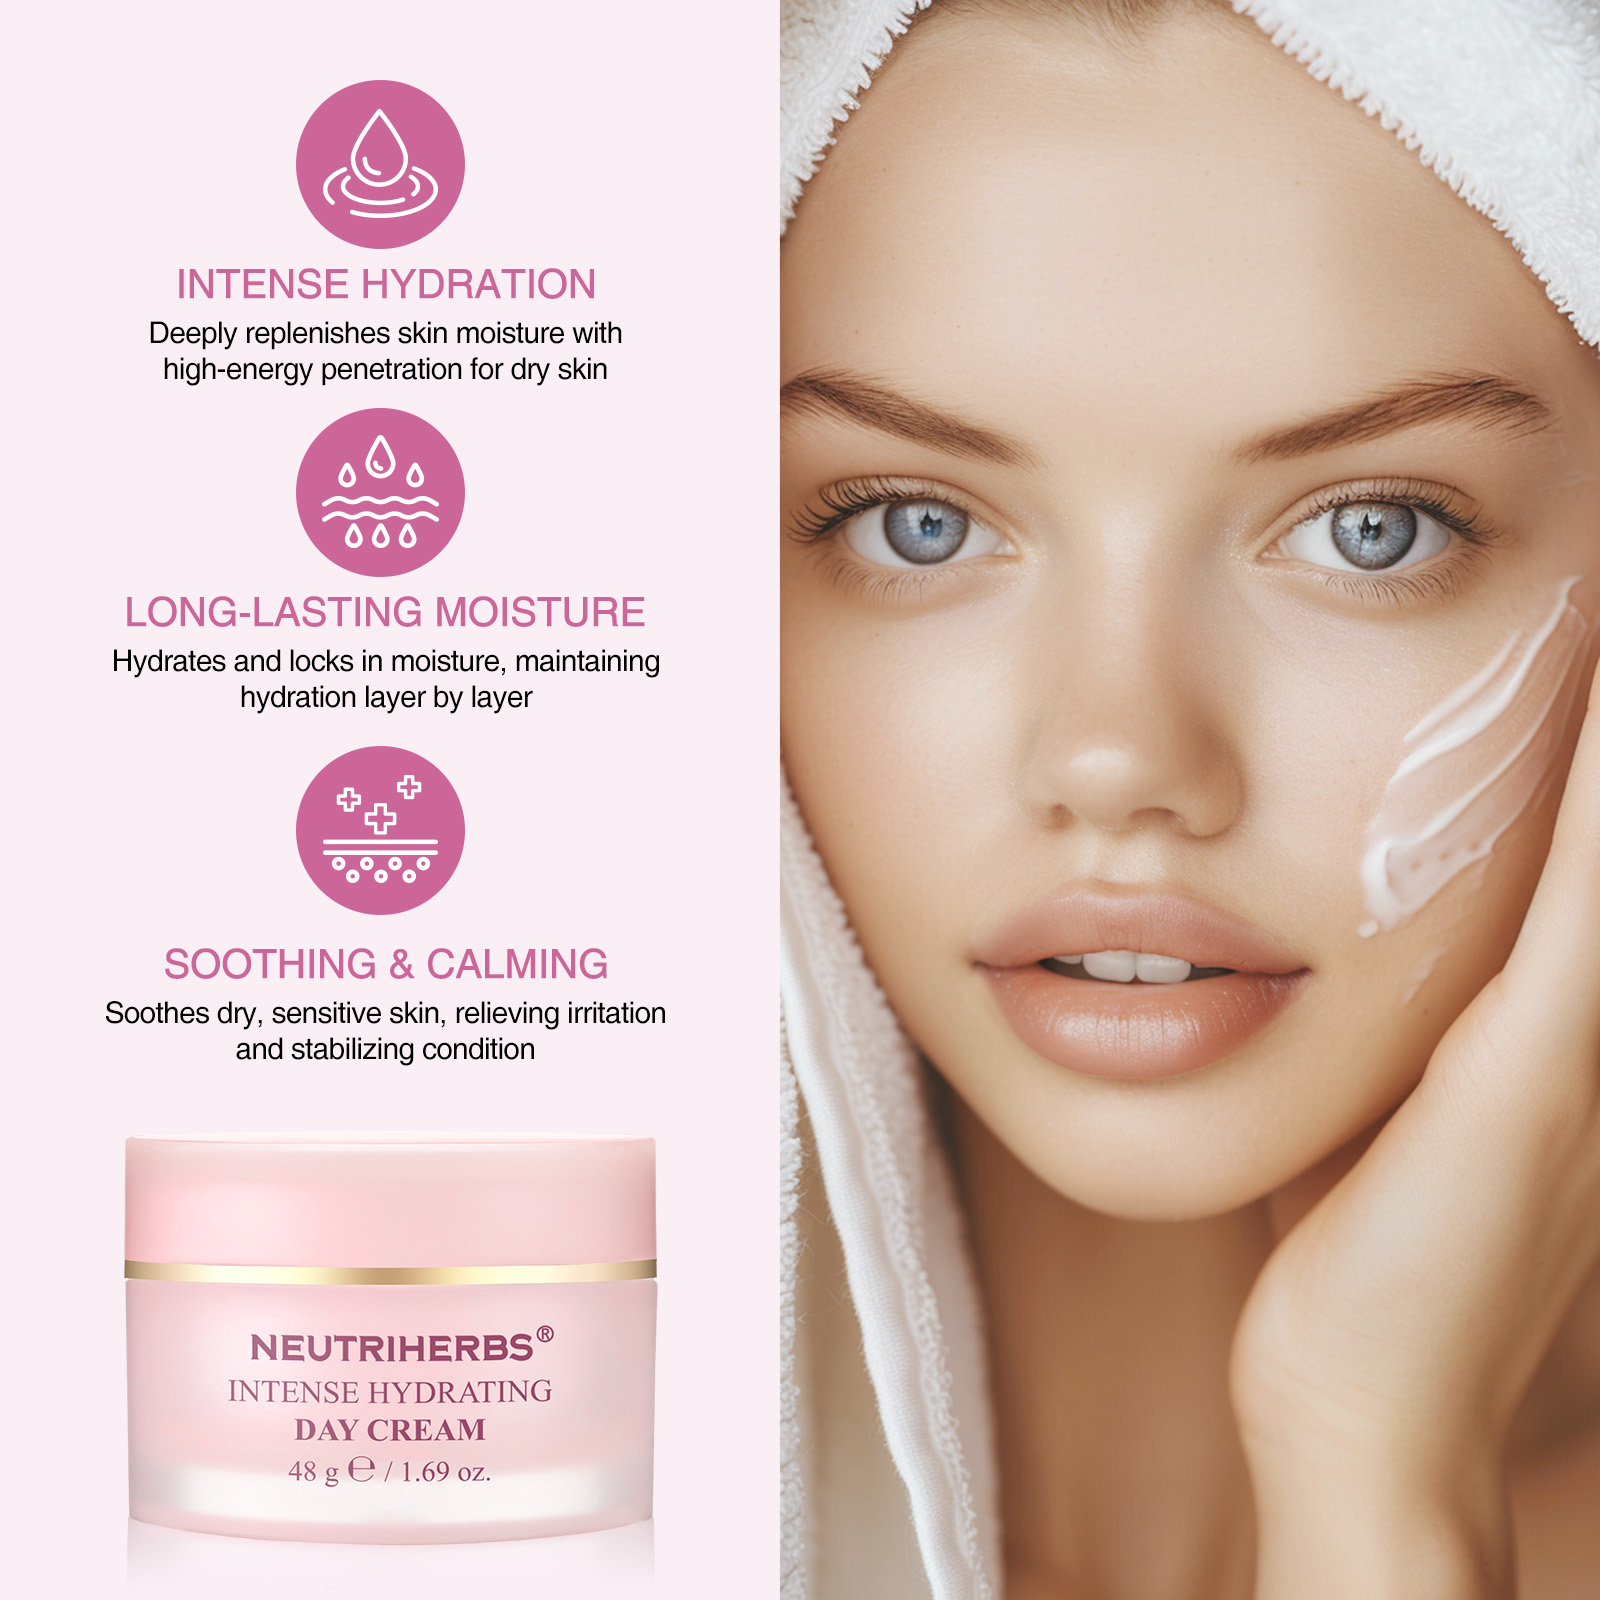 INTENSE HYDRATION
Deeply replenishes skin moisture with
high-energy penetration for dry skin
LONG-LASTING MOISTURE
Hydrates and locks in moisture, maintaining
hydration layer by layer
SOOTHING & CALMING
Soothes dry, sensitive skin, relieving irritation
and stabilizing condition
NEUTRIHERBS®
INTENSE HYDRATING
DAY CREAM
48 g ℮ / 1.69 oz.